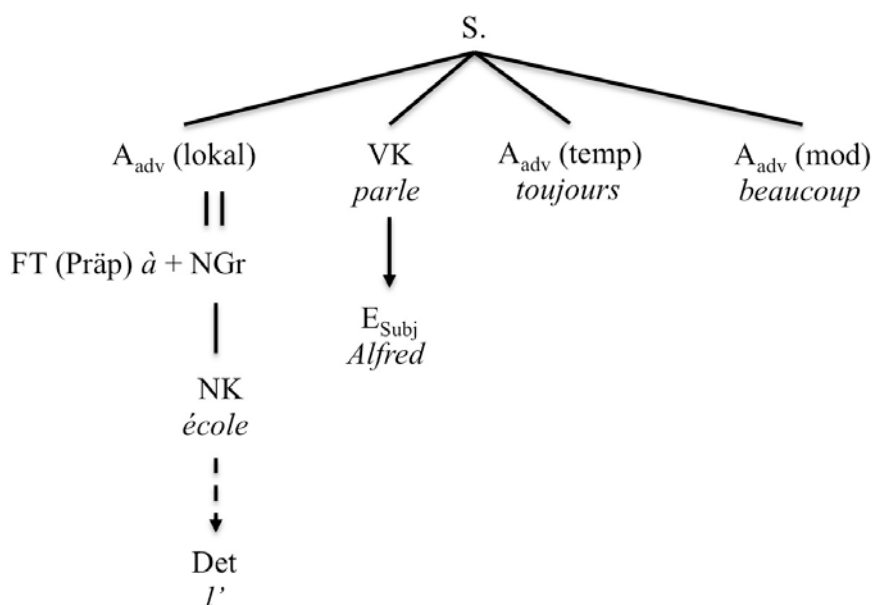 S.
A_adv (lokal) VK A_adv (temp) A_adv (mod)
parle toujours beaucoup
FT (Präp) à + NGr
E_Subj
Alfred
NK
école
Det
l’